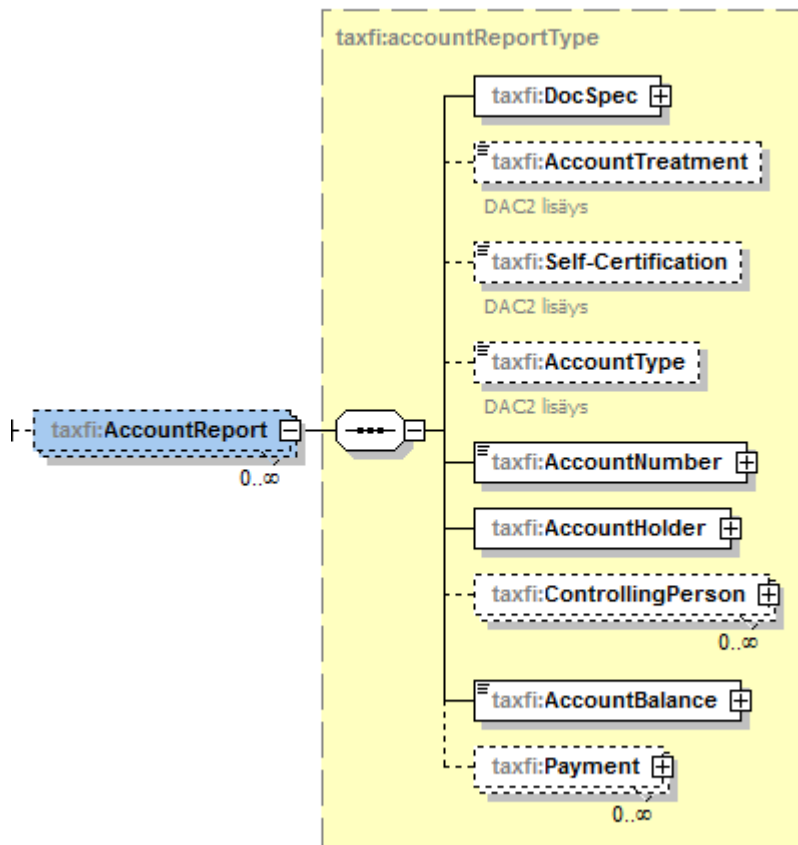 taxfi:accountReportType
taxfi:DocSpec
taxfi:AccountTreatment
DAC2 lisäys
taxfi:Self-Certification
DAC2 lisäys
taxfi:AccountType
DAC2 lisäys
taxfi:AccountReport
0..∞
taxfi:AccountNumber
taxfi:AccountHolder
taxfi:ControllingPerson
0..∞
taxfi:AccountBalance
taxfi:Payment
0..∞